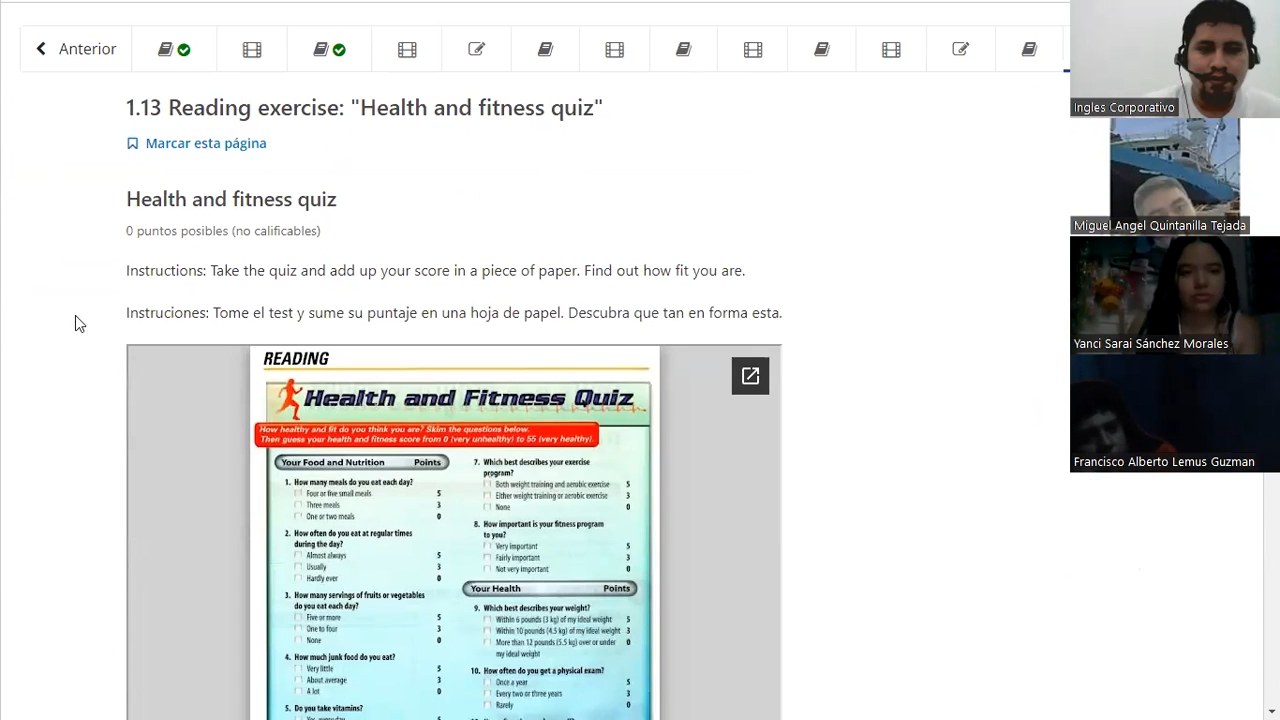 Anterior
1.13 Reading exercise: "Health and fitness quiz"
Marcar esta página
Health and fitness quiz
0 puntos posibles (no calificables)
Instructions: Take the quiz and add up your score in a piece of paper. Find out how fit you are.
Instruciones: Tome el test y sume su puntaje en una hoja de papel. Descubra que tan en forma esta.
READING
Health and Fitness Quiz
How healthy and fit do you think you are? Skim the questions below.
Then guess your health and fitness score from 0 (very unhealthy) to 55 (very healthy).
Your Food and Nutrition Points
1. How many meals do you eat each day?
Four or five small meals 5
Three meals 3
One or two meals 0
2. How often do you eat at regular times
during the day?
Almost always 5
Usually 3
Hardly ever 0
3. How many servings of fruits or vegetables
do you eat each day?
Five or more 5
One to four 3
None 0
4. How much junk food do you eat?
Very little 5
About average 3
A lot 0
5. Do you take vitamins?
7. Which best describes your exercise
program?
Both weight training and aerobic exercise 5
Either weight training or aerobic exercise 3
None 0
8. How important is your fitness program
to you?
Very important 5
Fairly important 3
Not very important 0
Your Health Points
9. Which best describes your weight?
Within 6 pounds (3 kg) of my ideal weight 5
Within 10 pounds (4.5 kg) of my ideal weight 3
More than 12 pounds (5.5 kg) over or under 0
my ideal weight
10. How often do you get a physical exam?
Once a year 5
Every two or three years 3
Rarely 0
Ingles Corporativo
Miguel Angel Quintanilla Tejada
Yanci Sarai Sánchez Morales
Francisco Alberto Lemus Guzman